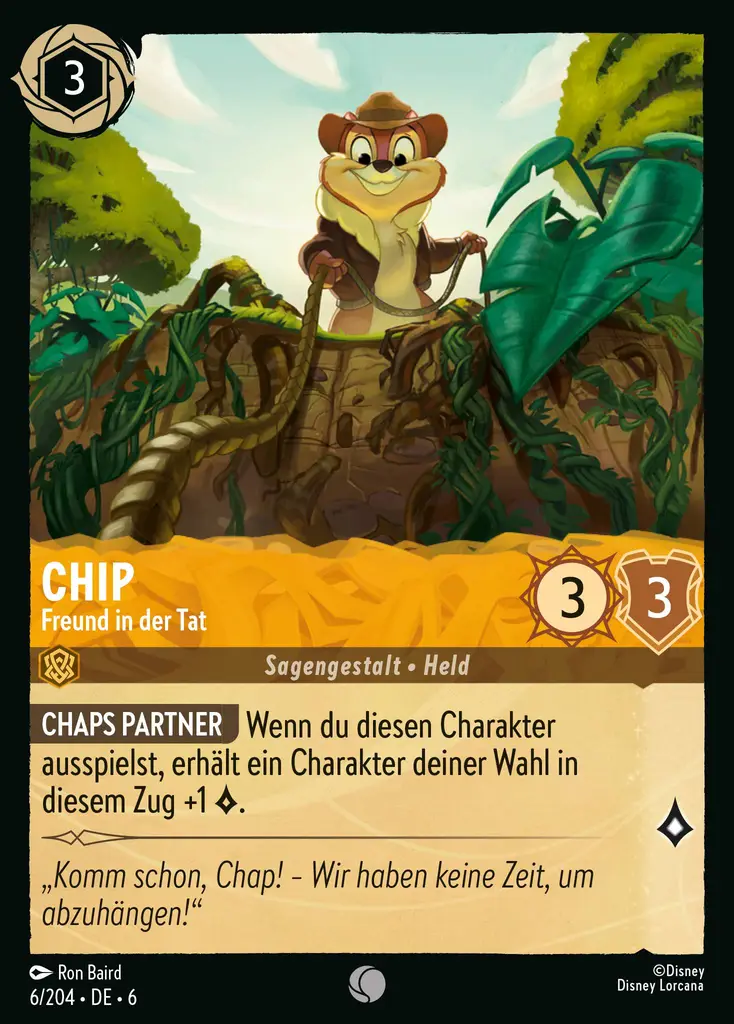 3
CHIP
Freund in der Tat
3
3
Sagengestalt • Held
CHAPS PARTNER Wenn du diesen Charakter
ausspielst, erhält ein Charakter deiner Wahl in
diesem Zug +1 .
„Komm schon, Chap! – Wir haben keine Zeit, um
abzuhängen!“
Ron Baird
©Disney
6/204 • DE • 6
Disney Lorcana